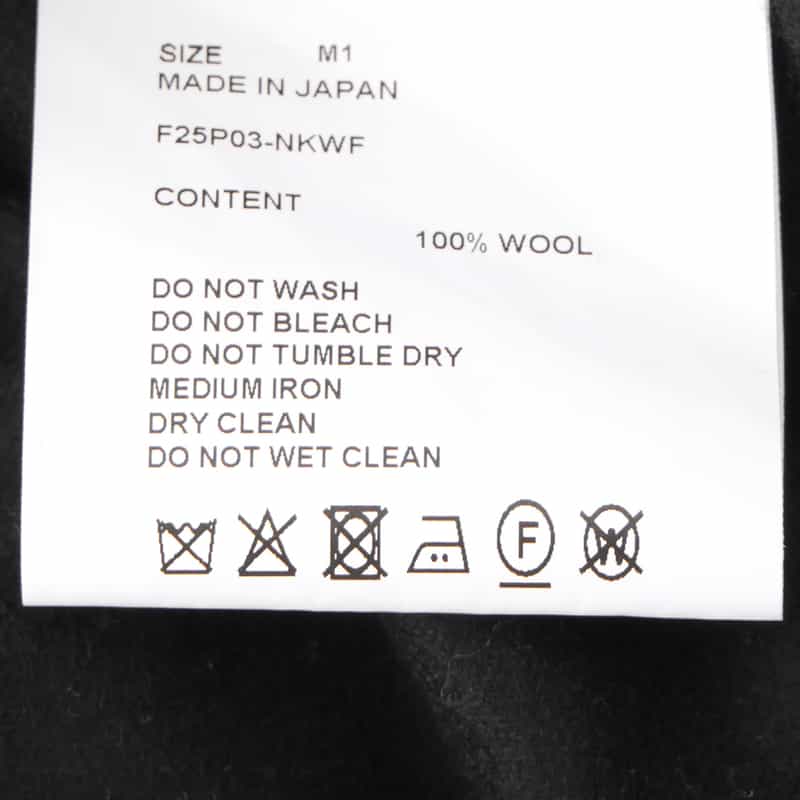 SIZE M1
MADE IN JAPAN
F25P03-NKWF
CONTENT
100% WOOL
DO NOT WASH
DO NOT BLEACH
DO NOT TUMBLE DRY
MEDIUM IRON
DRY CLEAN
DO NOT WET CLEAN
F W